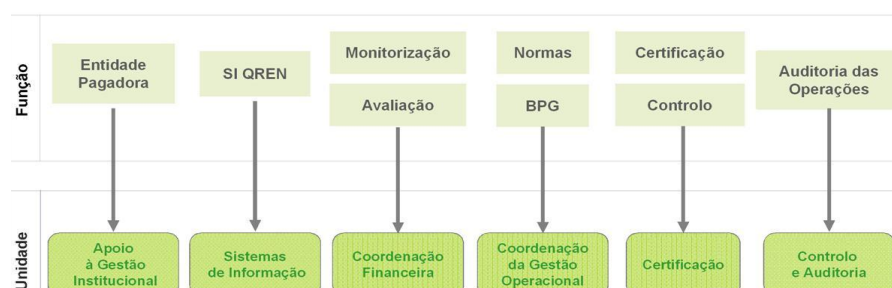 Função
Entidade
Pagadora
SI QREN
Monitorização
Avaliação
Normas
BPG
Certificação
Controlo
Auditoria das
Operações
Unidade
Apoio
à Gestão
Institucional
Sistemas
de Informação
Coordenação
Financeira
Coordenação
da Gestão
Operacional
Certificação
Controlo
e Auditoria